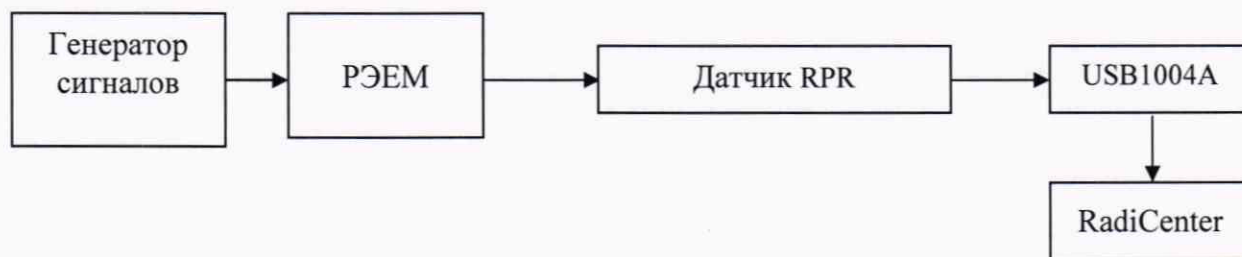 Генератор
сигналов
РЭЕМ
Датчик RPR
USB1004A
RadiCenter